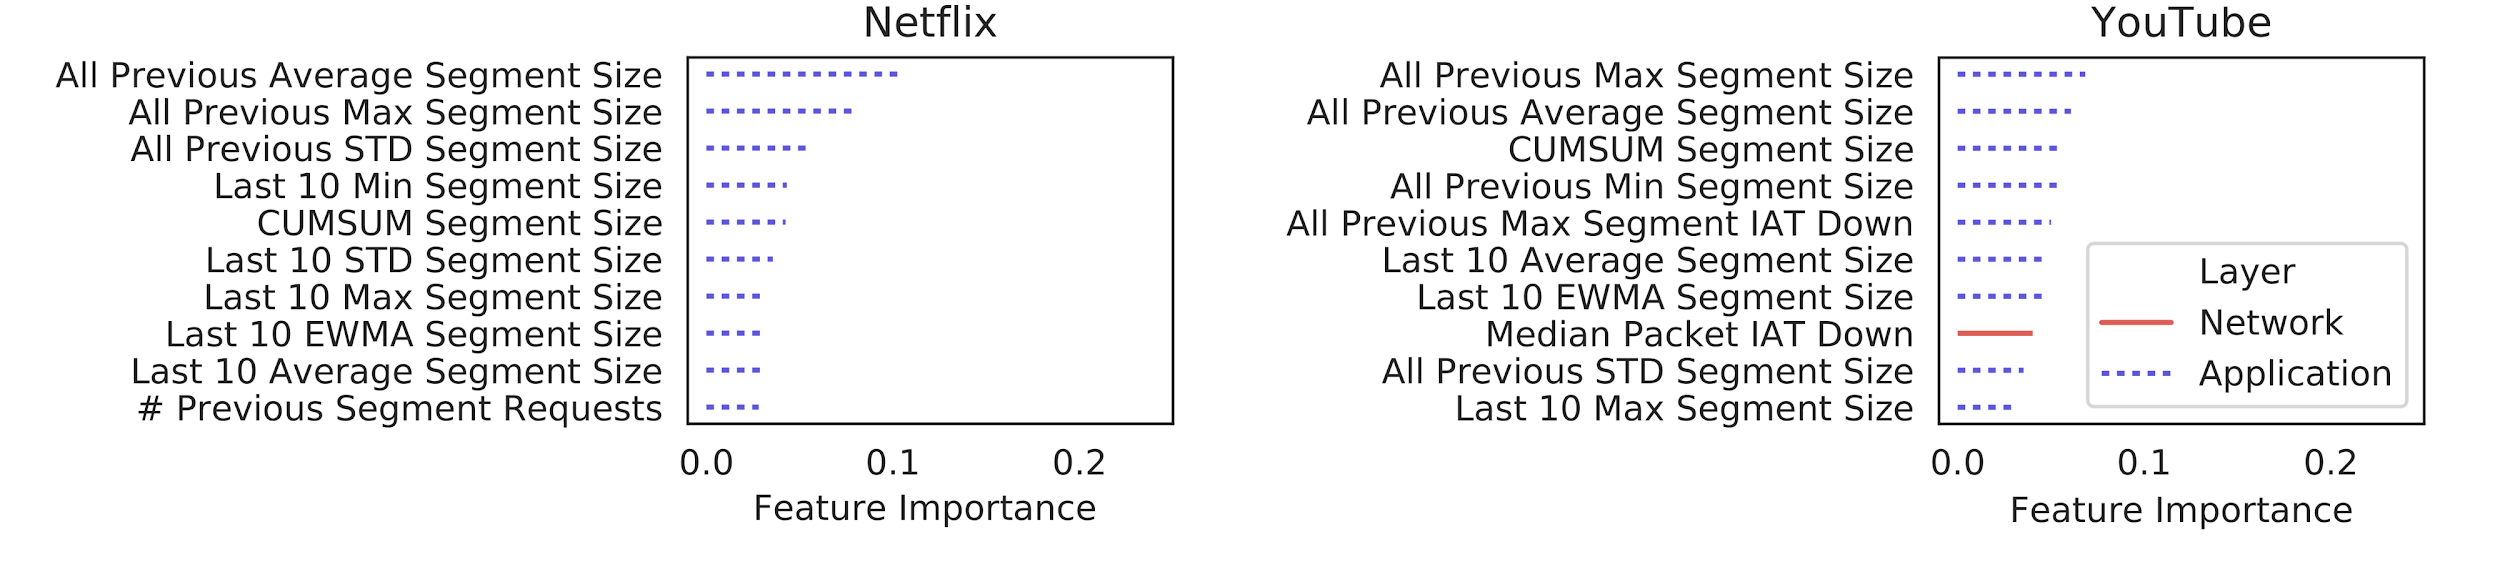 Netflix
All Previous Average Segment Size
All Previous Max Segment Size
All Previous STD Segment Size
Last 10 Min Segment Size
CUMSUM Segment Size
Last 10 STD Segment Size
Last 10 Max Segment Size
Last 10 EWMA Segment Size
Last 10 Average Segment Size
# Previous Segment Requests
0.0 0.1 0.2
Feature Importance
YouTube
All Previous Max Segment Size
All Previous Average Segment Size
CUMSUM Segment Size
All Previous Min Segment Size
All Previous Max Segment IAT Down
Last 10 Average Segment Size
Last 10 EWMA Segment Size
Median Packet IAT Down
All Previous STD Segment Size
Last 10 Max Segment Size
Layer
Network
Application
0.0 0.1 0.2
Feature Importance